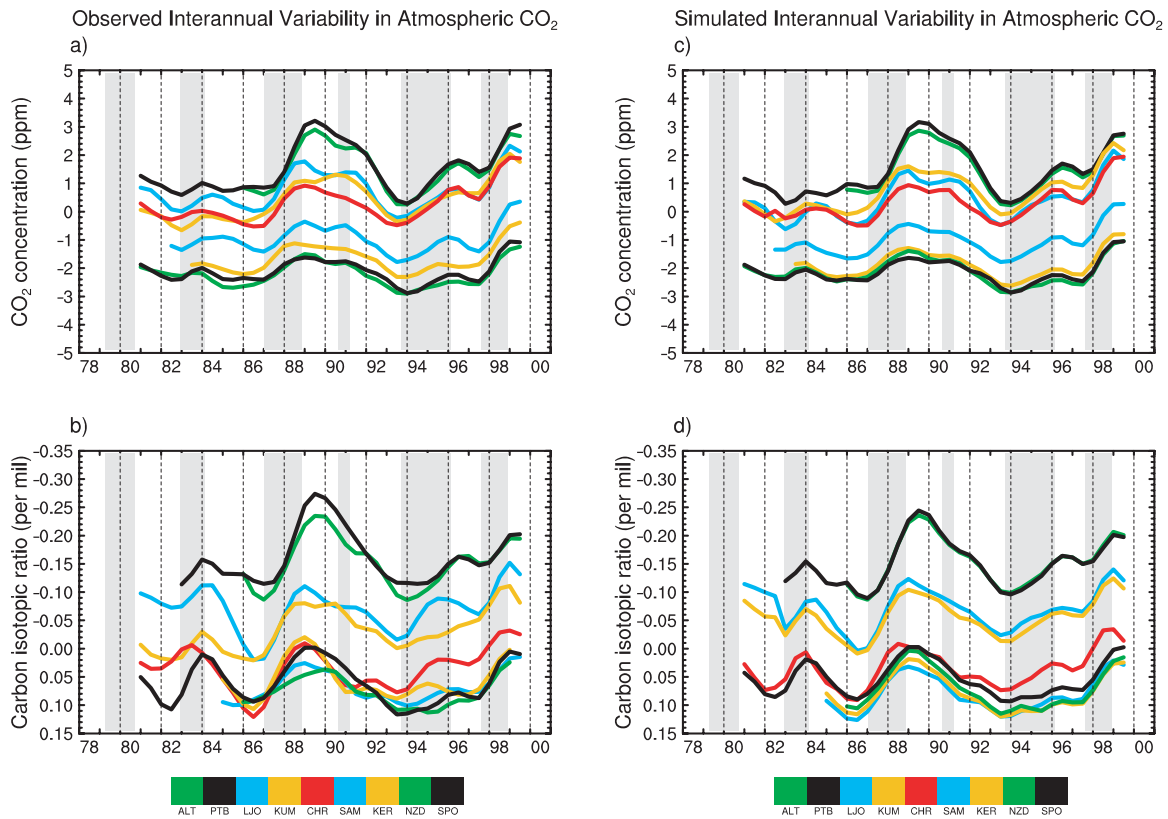 Observed Interannual Variability in Atmospheric CO2
a)
CO2 concentration (ppm)
5
4
3
2
1
0
–1
–2
–3
–4
–5
78 80 82 84 86 88 90 92 94 96 98 00
b)
Carbon isotopic ratio (per mil)
–0.35
–0.30
–0.25
–0.20
–0.15
–0.10
–0.05
0.00
0.05
0.10
0.15
78 80 82 84 86 88 90 92 94 96 98 00
ALT PTB LJO KUM CHR SAM KER NZD SPO
Simulated Interannual Variability in Atmospheric CO2
c)
CO2 concentration (ppm)
5
4
3
2
1
0
–1
–2
–3
–4
–5
78 80 82 84 86 88 90 92 94 96 98 00
d)
Carbon isotopic ratio (per mil)
–0.35
–0.30
–0.25
–0.20
–0.15
–0.10
–0.05
0.00
0.05
0.10
0.15
78 80 82 84 86 88 90 92 94 96 98 00
ALT PTB LJO KUM CHR SAM KER NZD SPO